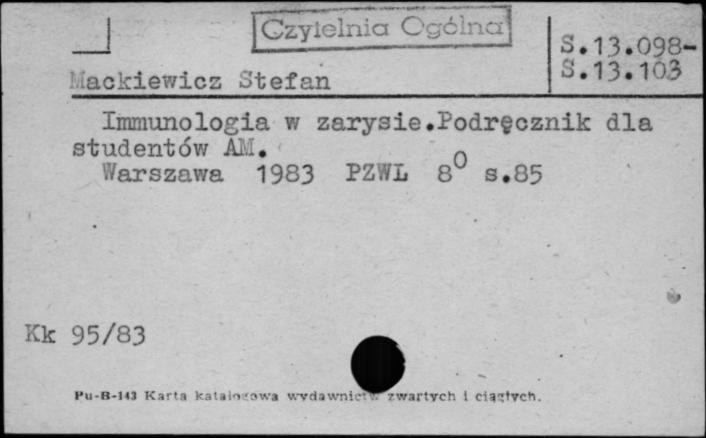 Czytelnia Ogólna
S.13.098-
S.13.103
Mackiewicz Stefan
Immunologia w zarysie.Podręcznik dla
studentów AM.
Warszawa 1983 PZWL 8⁰ s.85
Kk 95/83
Pu-B-143 Karta katalogowa wydawnictw zwartych i ciągłych.